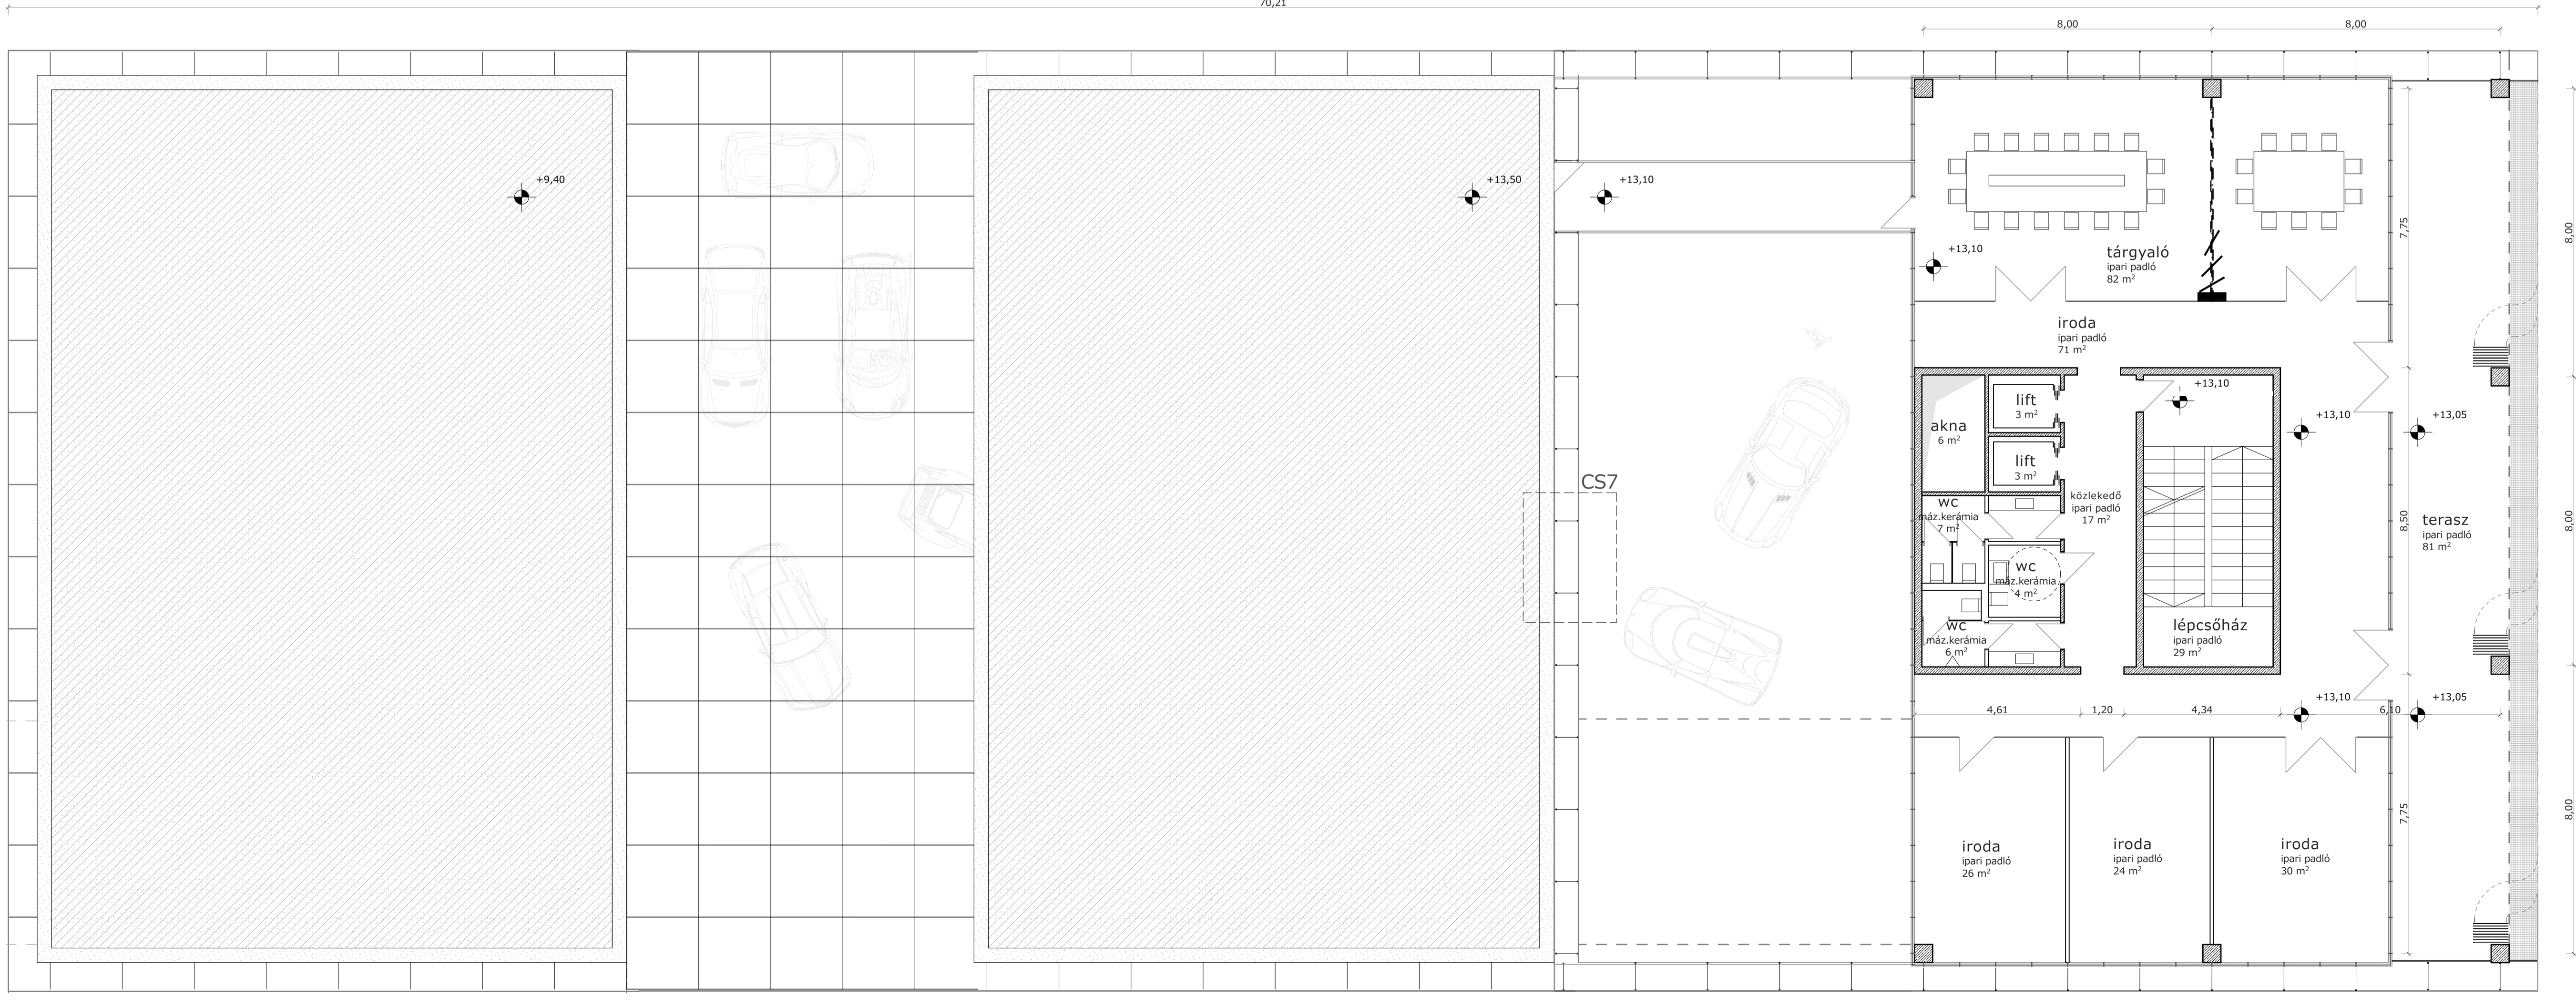 70,21
8,00
8,00
+9,40
+13,50
+13,10
+13,10
tárgyaló
ipari padló
82 m²
7,75
8,00
iroda
ipari padló
71 m²
+13,10
lift
3 m²
akna
6 m²
lift
3 m²
+13,10
+13,05
CS7
wc
máz.kerámia
7 m²
közlekedő
ipari padló
17 m²
8,50
terasz
ipari padló
81 m²
8,00
wc
máz.kerámia
4 m²
wc
máz.kerámia
6 m²
lépcsőház
ipari padló
29 m²
+13,10
+13,05
4,61
1,20
4,34
6,10
7,75
8,00
iroda
ipari padló
26 m²
iroda
ipari padló
24 m²
iroda
ipari padló
30 m²